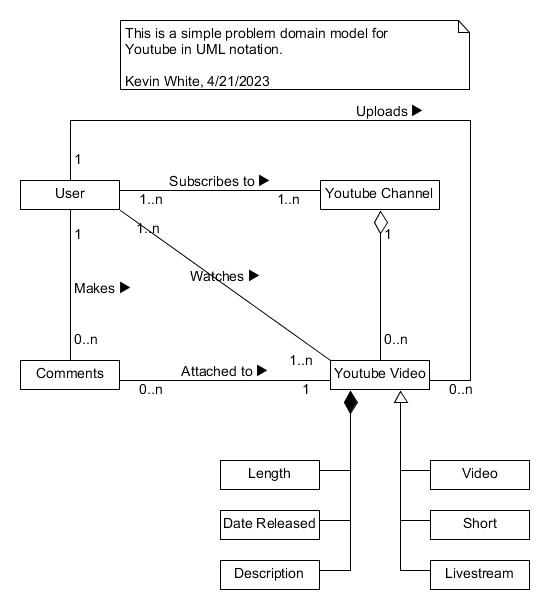 This is a simple problem domain model for
Youtube in UML notation.
Kevin White, 4/21/2023
Uploads ▶
1
User
Subscribes to ▶
1..n
1..n
Youtube Channel
1
1..n
1
Watches ▶
Makes ▶
0..n
0..n
1..n
Comments
Attached to ▶
0..n
1
Youtube Video
0..n
Length
Video
Date Released
Short
Description
Livestream